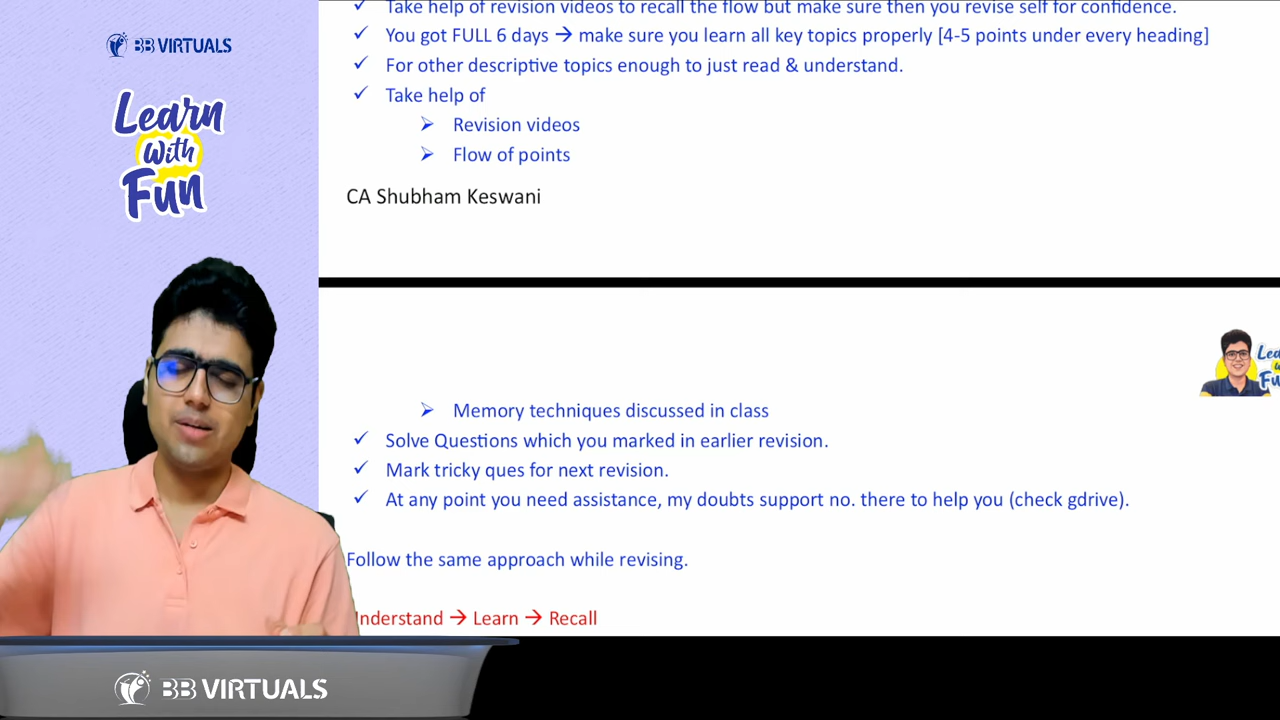 BB VIRTUALS
Learn
With
Fun
Take help of revision videos to recall the flow but make sure then you revise self for confidence.
✓ You got FULL 6 days → make sure you learn all key topics properly [4-5 points under every heading]
✓ For other descriptive topics enough to just read & understand.
✓ Take help of
➢ Revision videos
➢ Flow of points
CA Shubham Keswani
➢ Memory techniques discussed in class
✓ Solve Questions which you marked in earlier revision.
✓ Mark tricky ques for next revision.
✓ At any point you need assistance, my doubts support no. there to help you (check gdrive).
Follow the same approach while revising.
nderstand → Learn → Recall
BB VIRTUALS